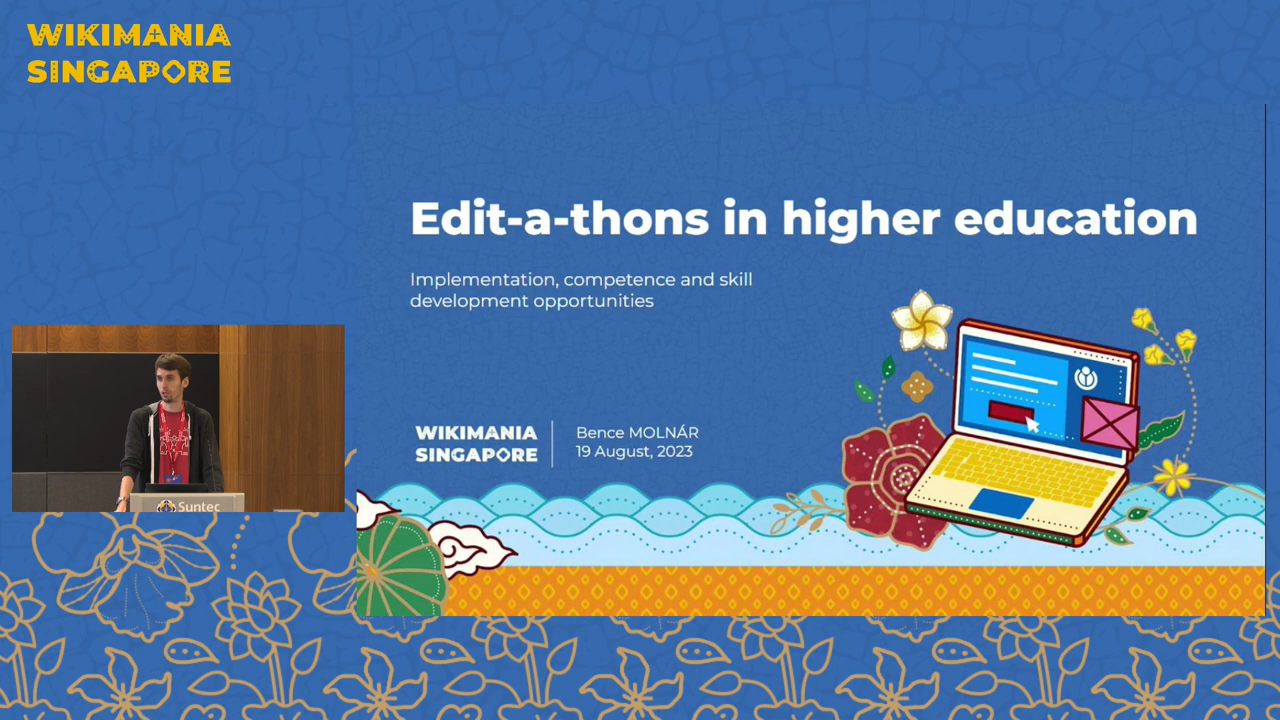 WIKIMANIA
SINGAPORE
Edit-a-thons in higher education
Implementation, competence and skill
development opportunities
WIKIMANIA
SINGAPORE
Bence MOLNÁR
19 August, 2023
Suntec